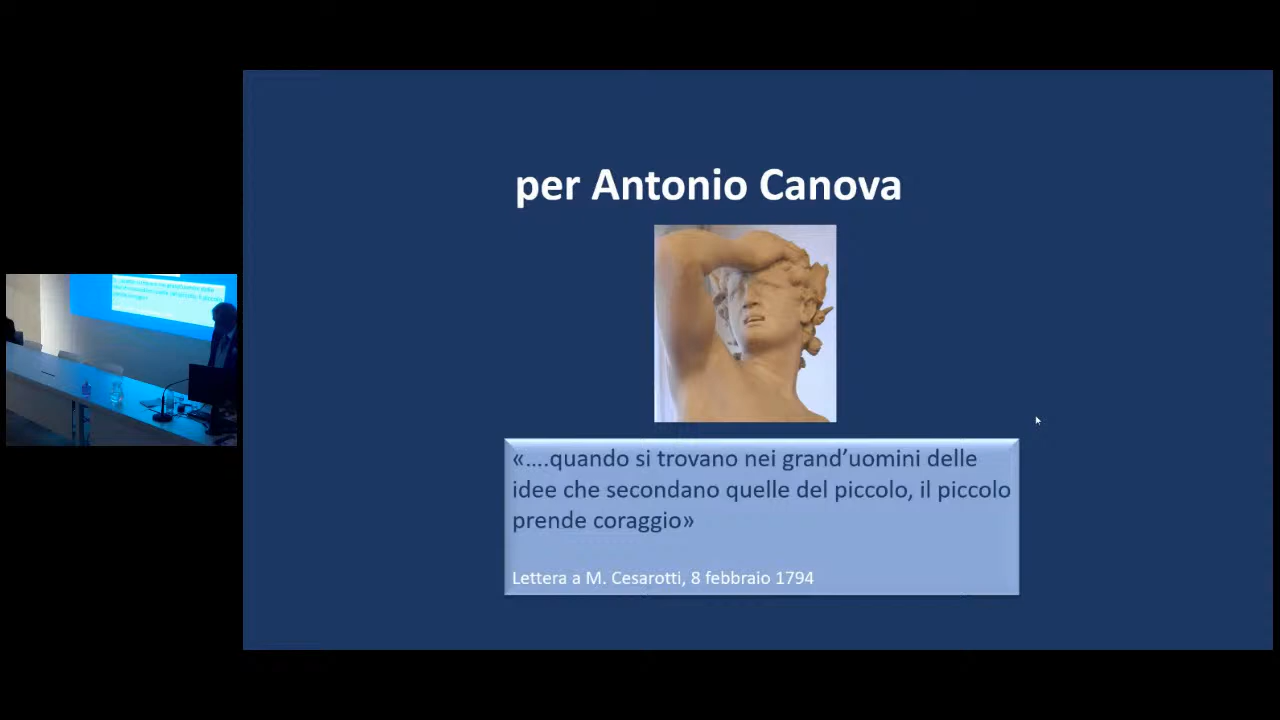 per Antonio Canova
«….quando si trovano nei grand’uomini delle
idee che secondano quelle del piccolo, il piccolo
prende coraggio»
Lettera a M. Cesarotti, 8 febbraio 1794